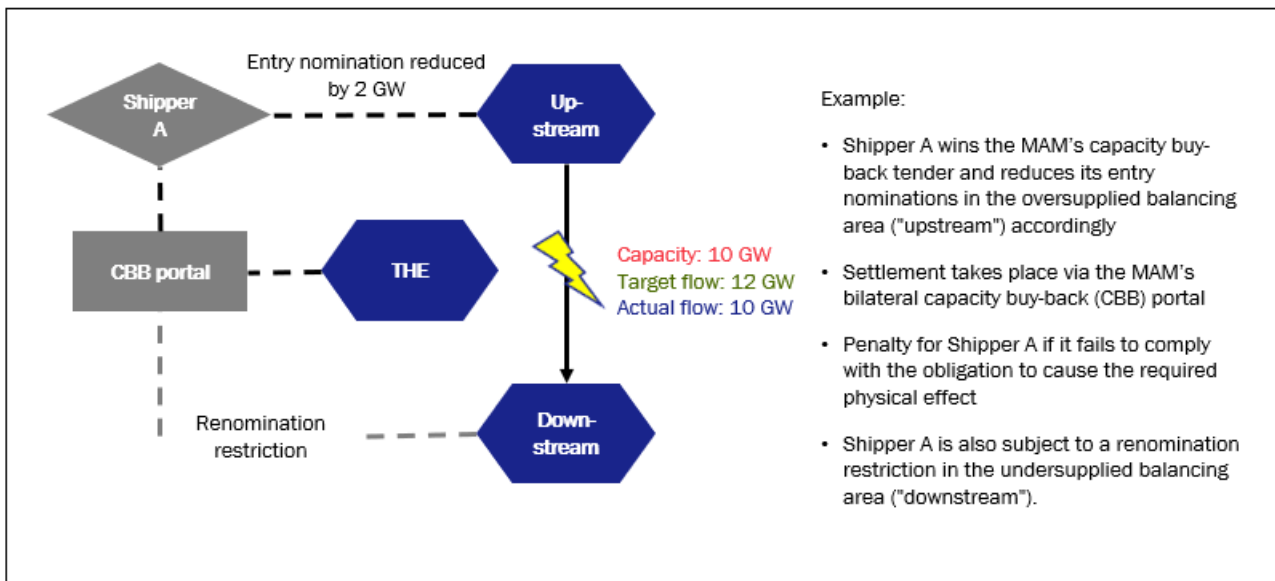 Entry nomination reduced
by 2 GW
Shipper
A
Up-
stream
CBB portal
THE
Capacity: 10 GW
Target flow: 12 GW
Actual flow: 10 GW
Renomination
restriction
Down-
stream
Example:
• Shipper A wins the MAM's capacity buy-
back tender and reduces its entry
nominations in the oversupplied balancing
area ("upstream") accordingly
• Settlement takes place via the MAM's
bilateral capacity buy-back (CBB) portal
• Penalty for Shipper A if it fails to comply
with the obligation to cause the required
physical effect
• Shipper A is also subject to a renomination
restriction in the undersupplied balancing
area ("downstream").